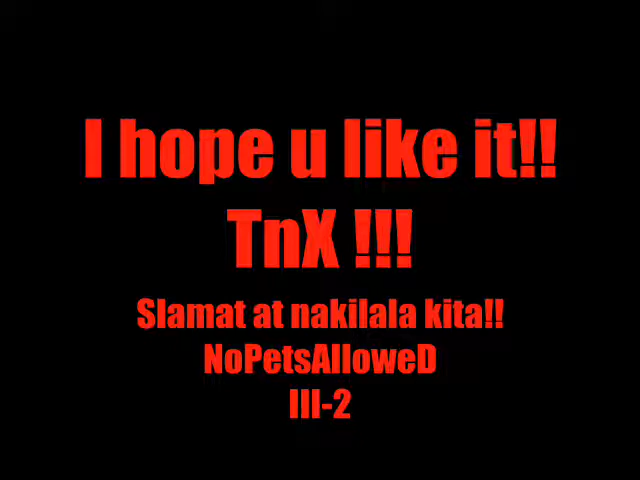 I hope u like it!!
TnX !!!
Slamat at nakilala kita!!
NoPetsAlloweD
III-2